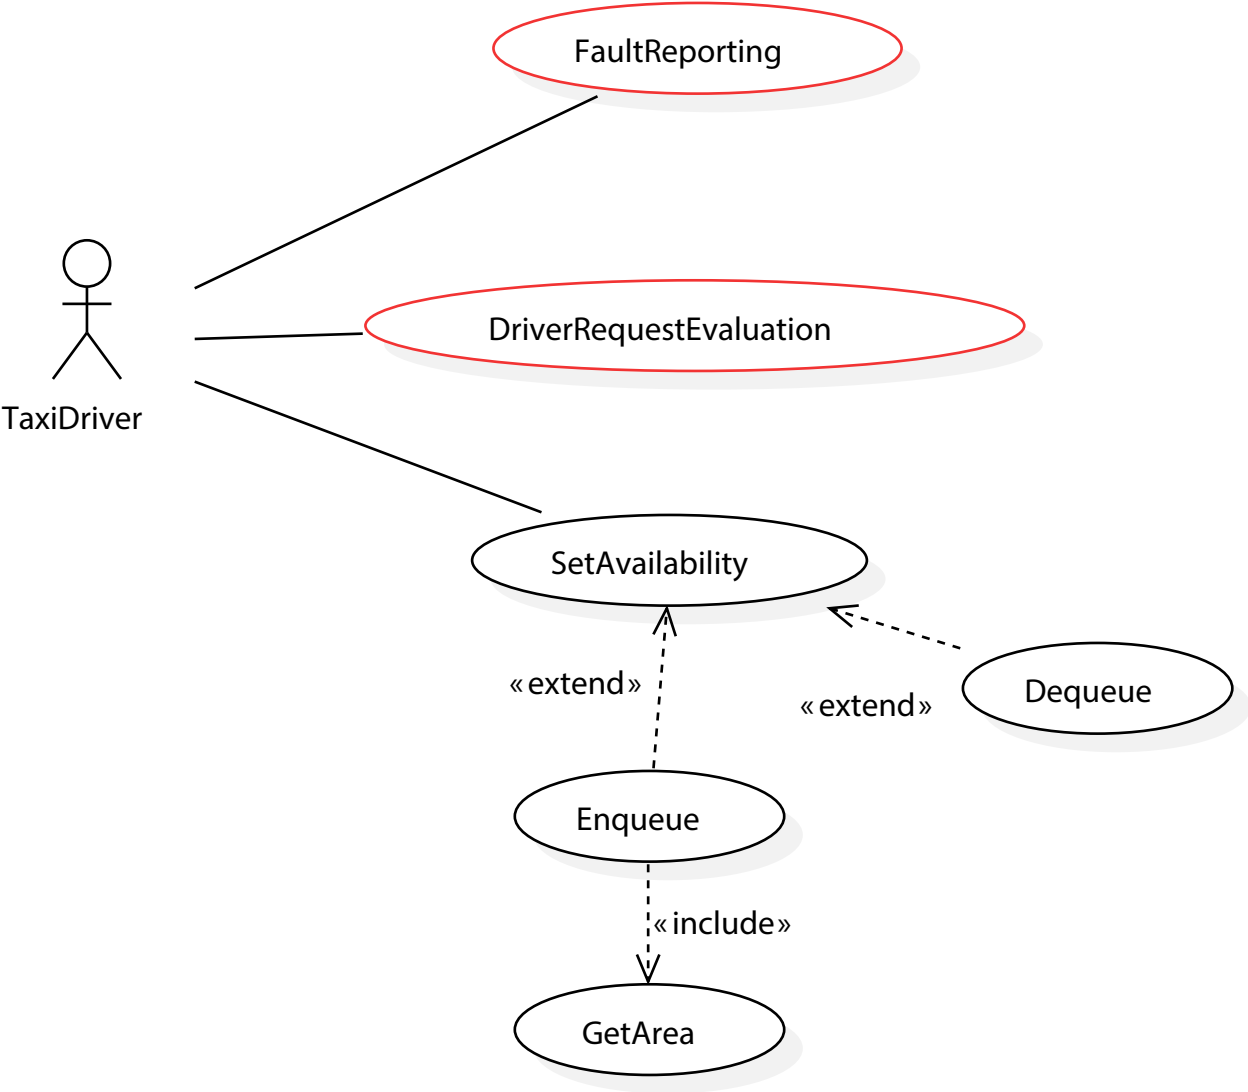 FaultReporting
DriverRequestEvaluation
TaxiDriver
SetAvailability
«extend»
«extend»
Dequeue
Enqueue
«include»
GetArea